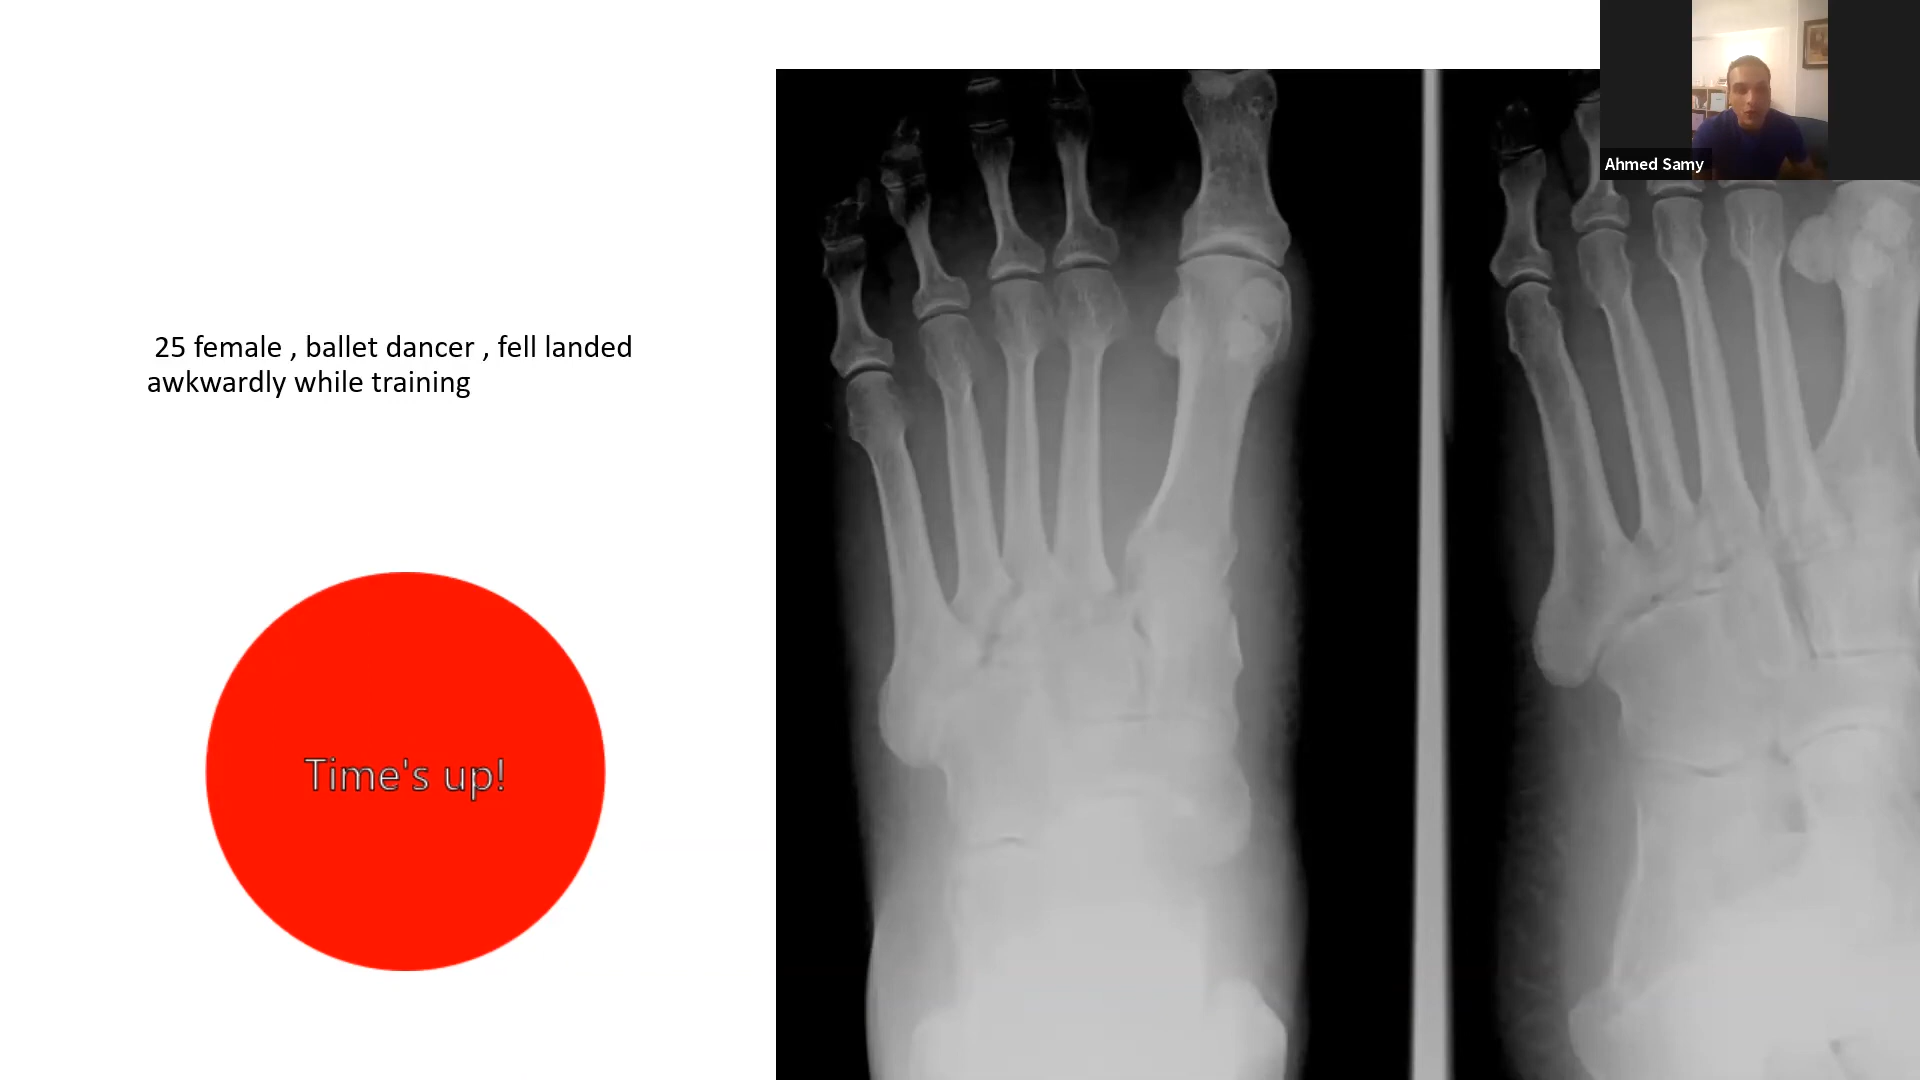 Ahmed Samy
25 female , ballet dancer , fell landed
awkwardly while training
Time's up!